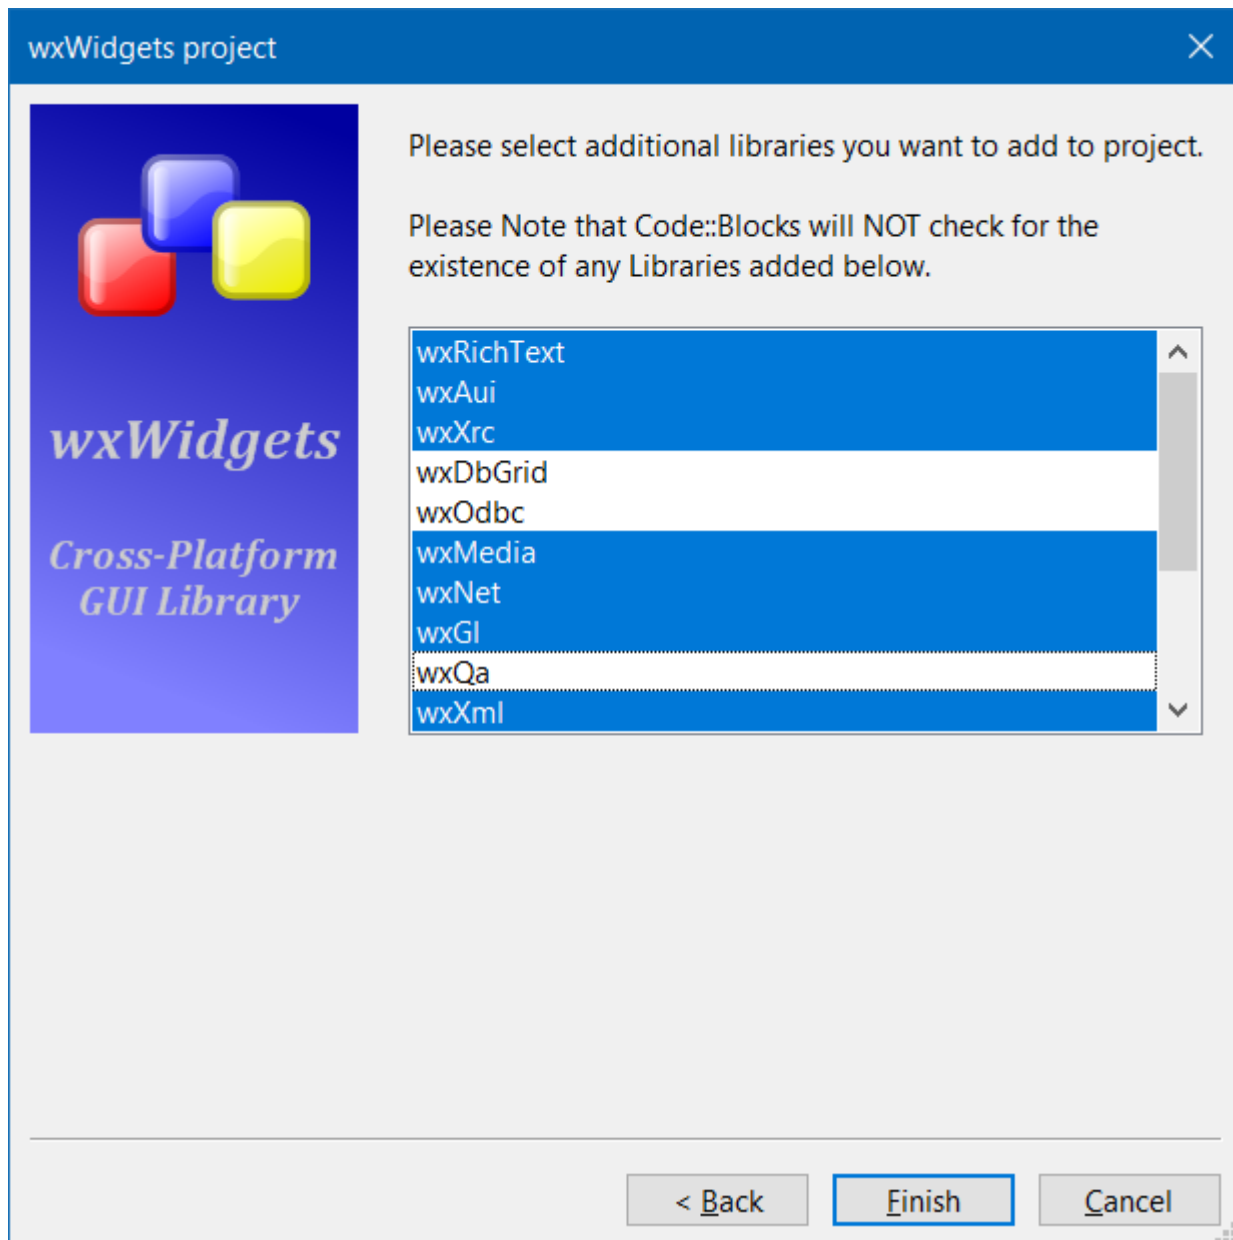 wxWidgets project
wxWidgets
Cross-Platform
GUI Library
Please select additional libraries you want to add to project.
Please Note that Code::Blocks will NOT check for the
existence of any Libraries added below.
wxRichText
wxAui
wxXrc
wxDbGrid
wxOdbc
wxMedia
wxNet
wxGl
wxQa
wxXml
< Back
Finish
Cancel